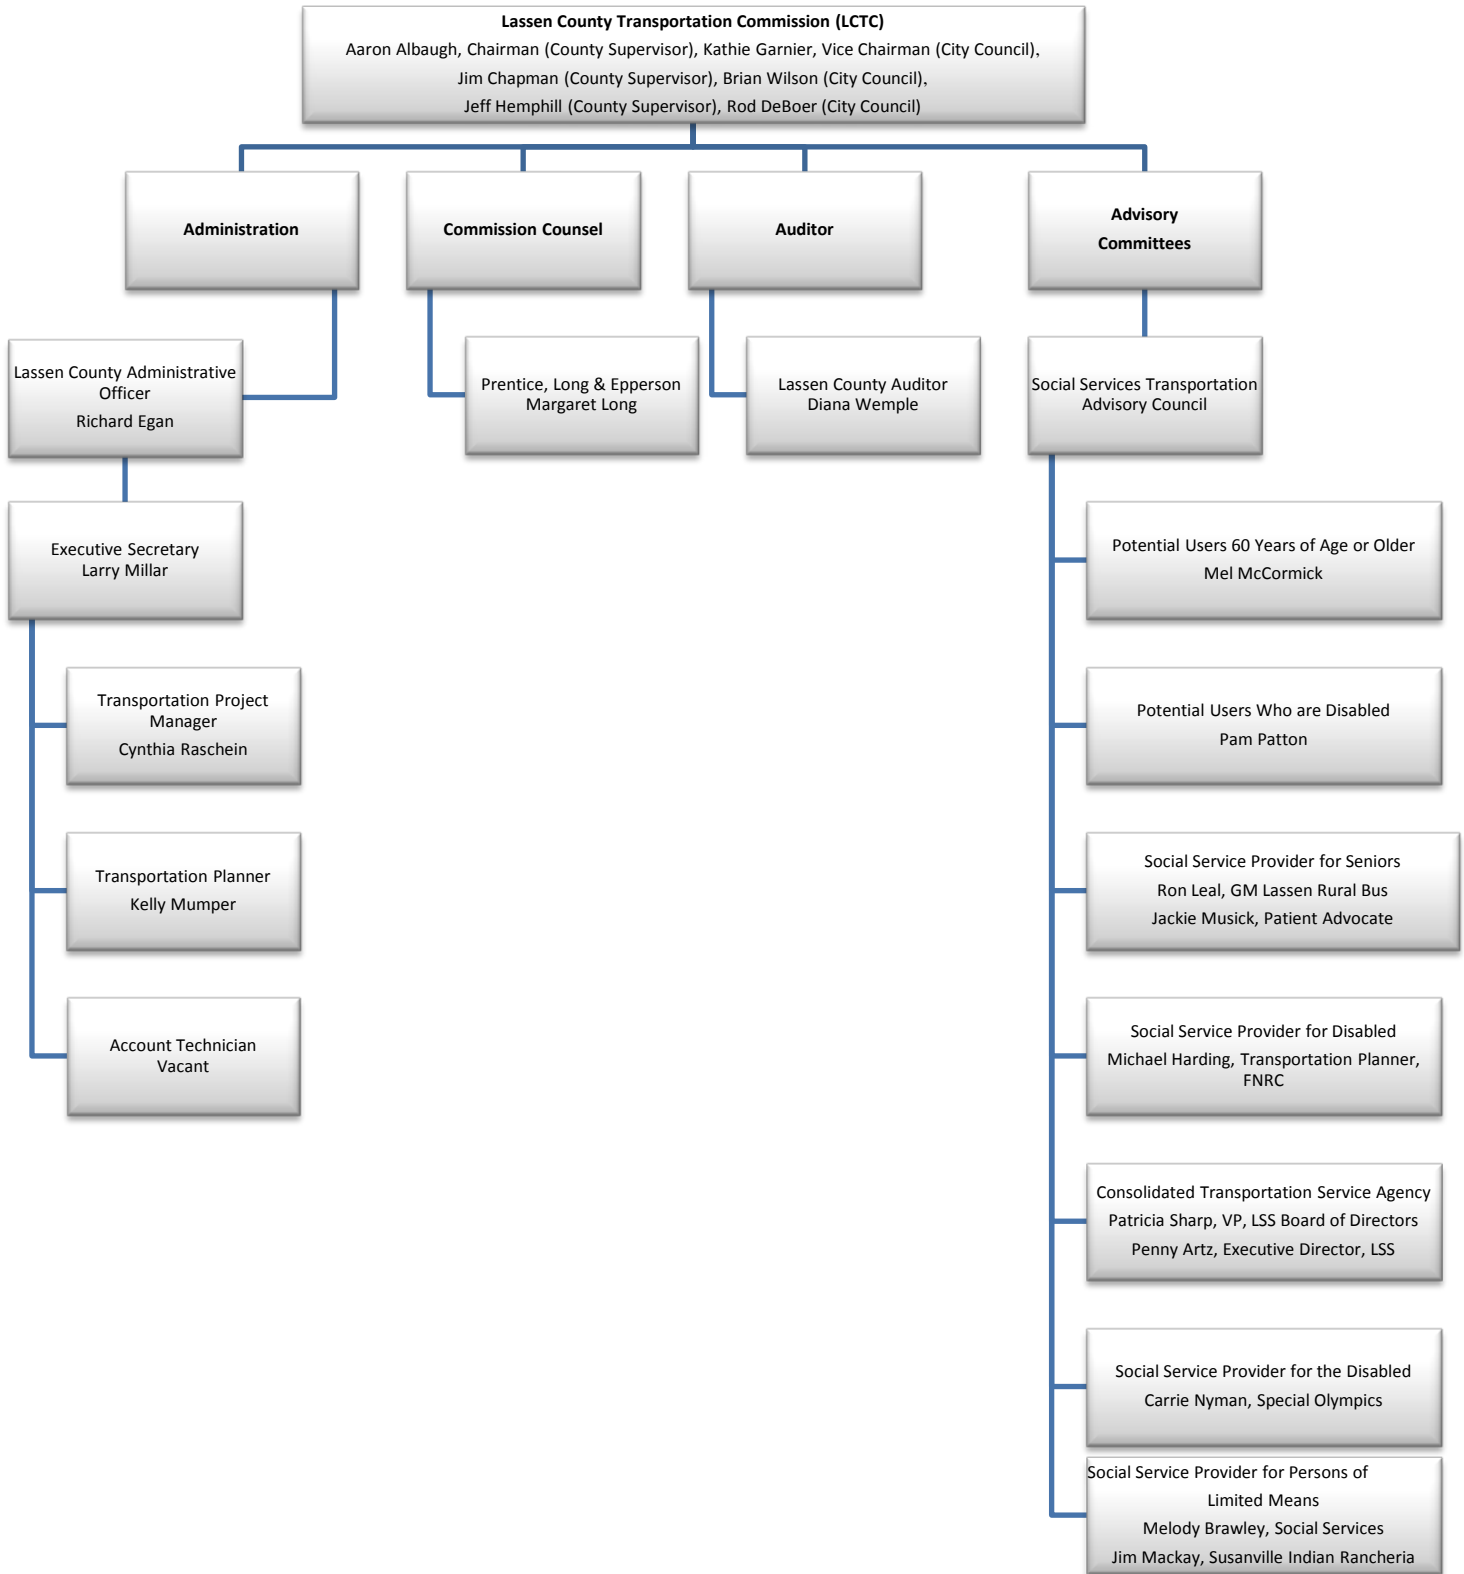 Lassen County Transportation Commission (LCTC)
Aaron Albaugh, Chairman (County Supervisor), Kathie Garnier, Vice Chairman (City Council),
Jim Chapman (County Supervisor), Brian Wilson (City Council),
Jeff Hemphill (County Supervisor), Rod DeBoer (City Council)
Administration
Commission Counsel
Auditor
Advisory
Committees
Lassen County Administrative
Officer
Richard Egan
Prentice, Long & Epperson
Margaret Long
Lassen County Auditor
Diana Wemple
Social Services Transportation
Advisory Council
Executive Secretary
Larry Millar
Transportation Project
Manager
Cynthia Raschein
Transportation Planner
Kelly Mumper
Account Technician
Vacant
Potential Users 60 Years of Age or Older
Mel McCormick
Potential Users Who are Disabled
Pam Patton
Social Service Provider for Seniors
Ron Leal, GM Lassen Rural Bus
Jackie Musick, Patient Advocate
Social Service Provider for Disabled
Michael Harding, Transportation Planner,
FNRC
Consolidated Transportation Service Agency
Patricia Sharp, VP, LSS Board of Directors
Penny Artz, Executive Director, LSS
Social Service Provider for the Disabled
Carrie Nyman, Special Olympics
Social Service Provider for Persons of
Limited Means
Melody Brawley, Social Services
Jim Mackay, Susanville Indian Rancheria